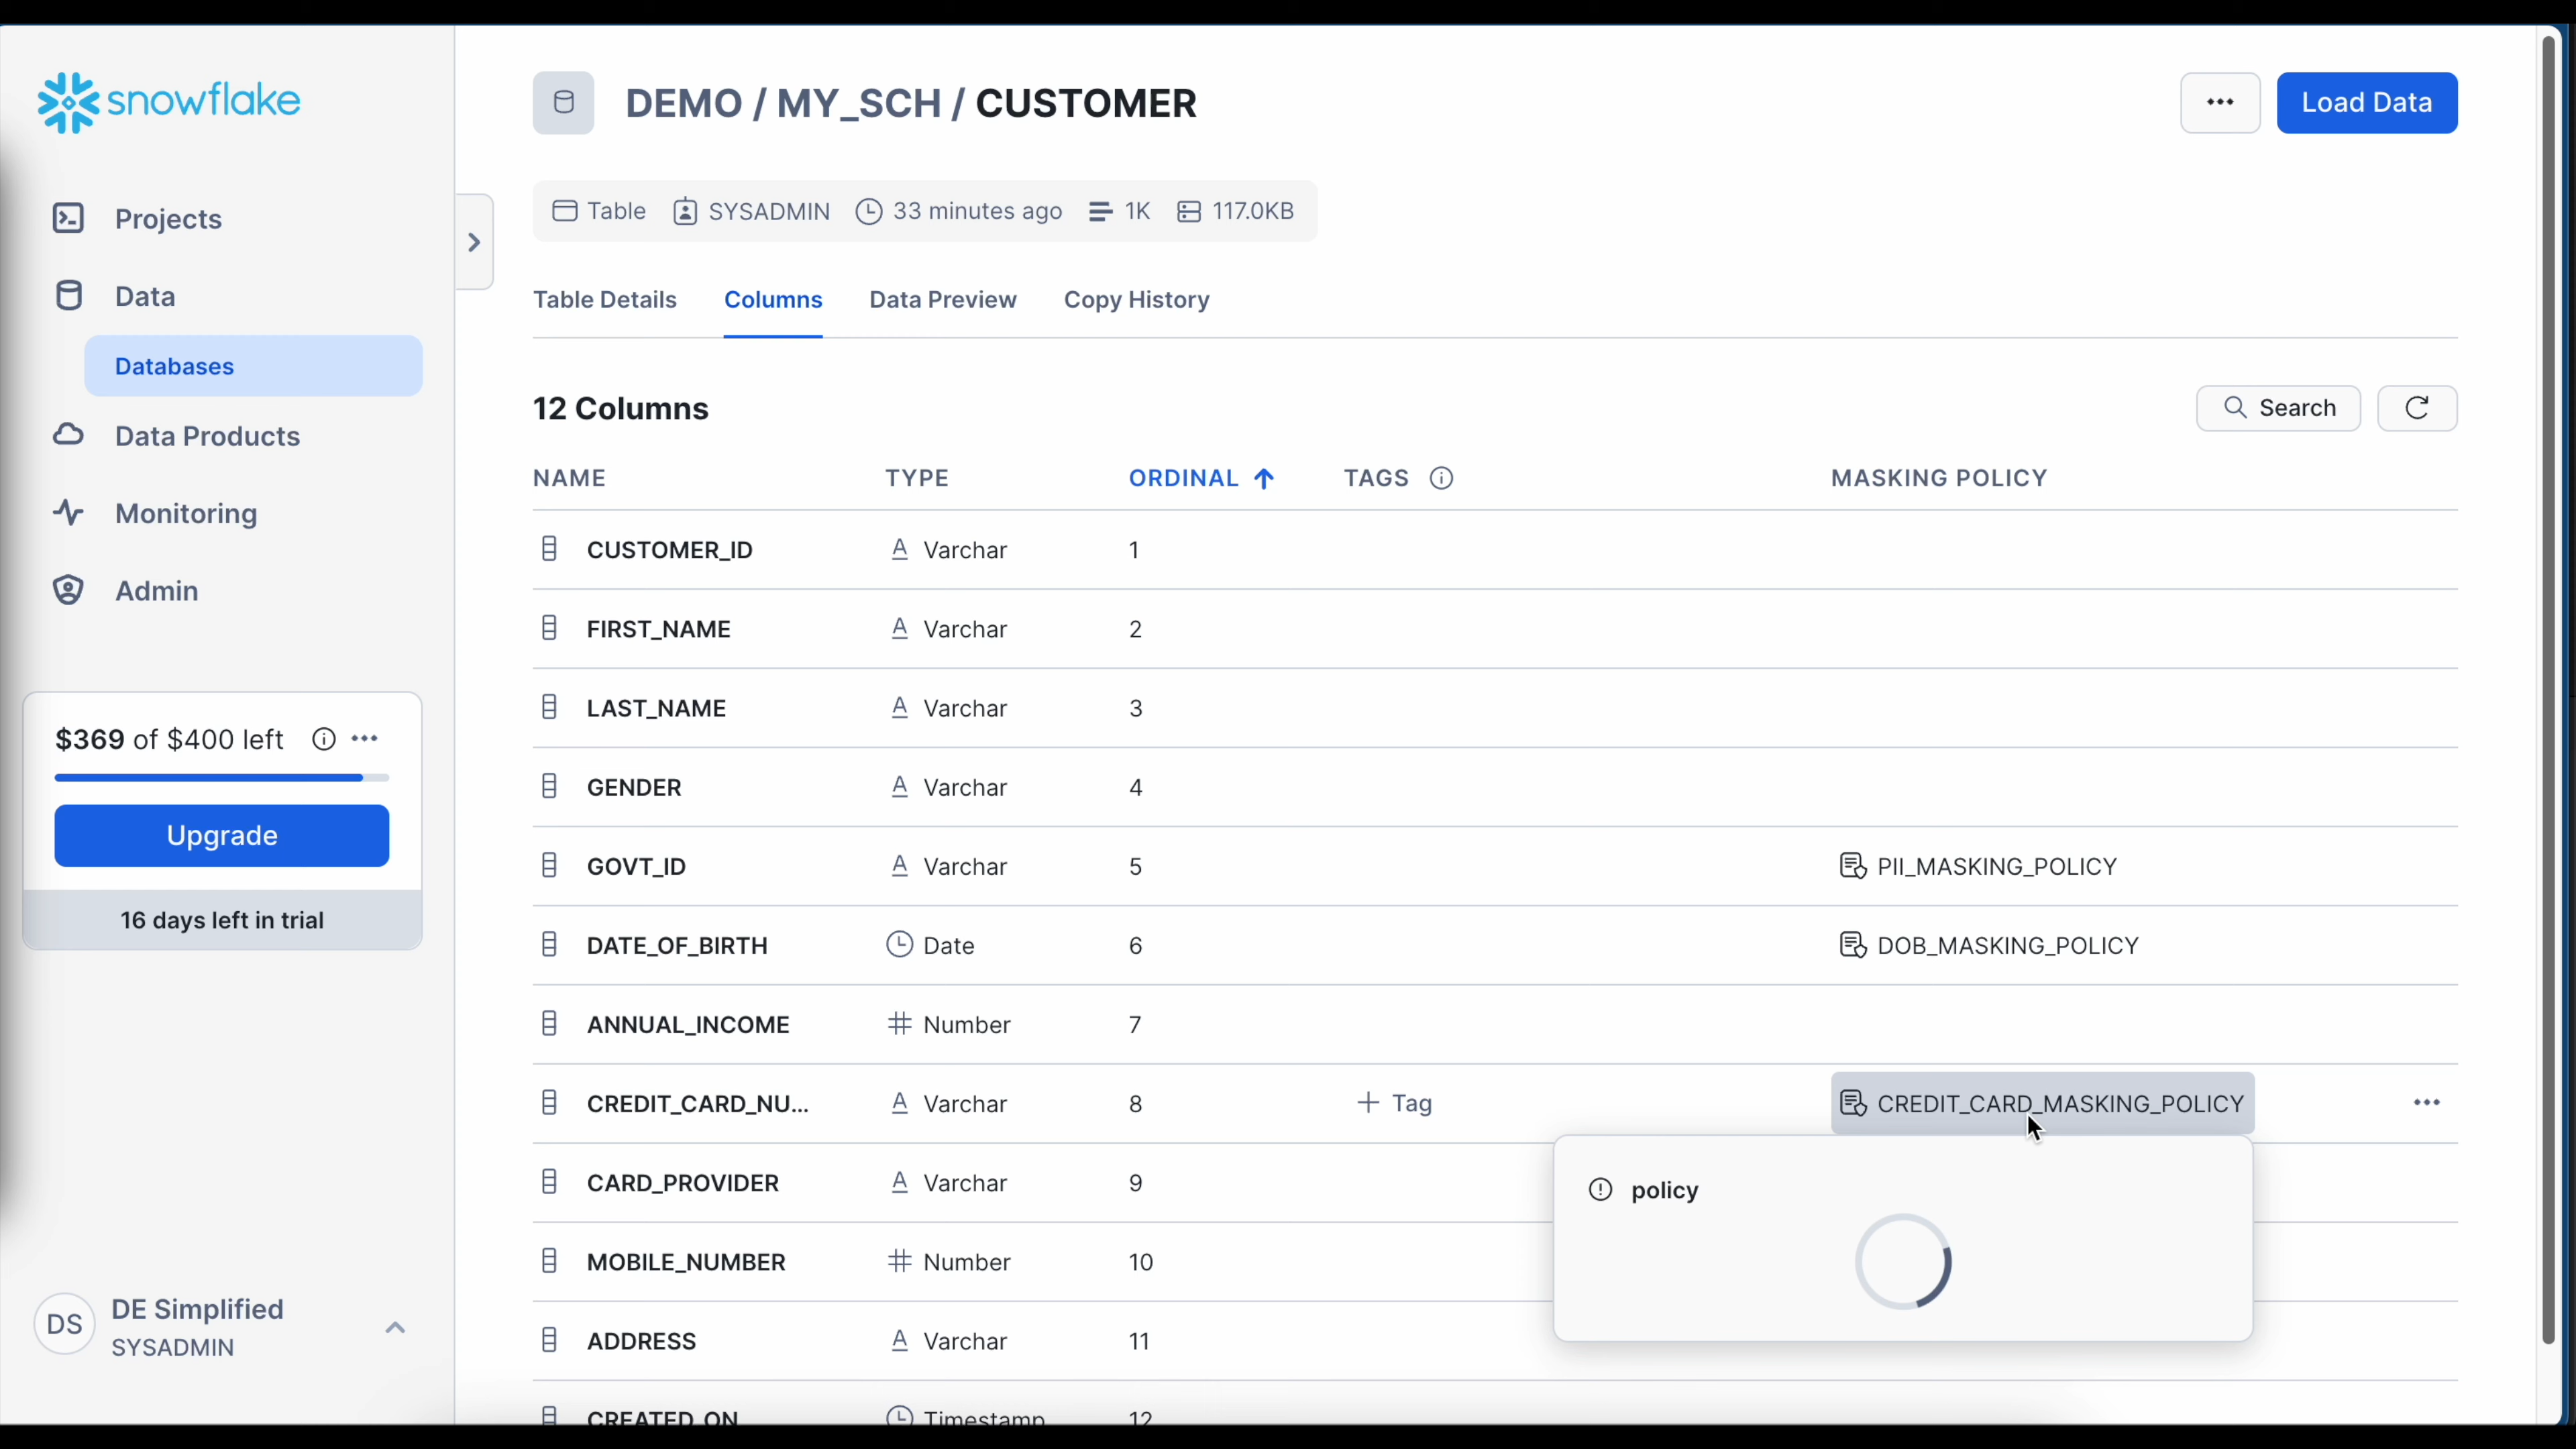 snowflake
DEMO / MY_SCH / CUSTOMER
Load Data
Table SYSADMIN 33 minutes ago 1K 117.0KB
Projects
Data
Databases
Data Products
Monitoring
Admin
$369 of $400 left
Upgrade
16 days left in trial
DS
DE Simplified
SYSADMIN
Table Details Columns Data Preview Copy History
12 Columns
Search
NAME TYPE ORDINAL TAGS MASKING POLICY
CUSTOMER_ID A Varchar 1
FIRST_NAME A Varchar 2
LAST_NAME A Varchar 3
GENDER A Varchar 4
GOVT_ID A Varchar 5 PII_MASKING_POLICY
DATE_OF_BIRTH Date 6 DOB_MASKING_POLICY
ANNUAL_INCOME # Number 7
CREDIT_CARD_NU... A Varchar 8 + Tag CREDIT_CARD_MASKING_POLICY
CARD_PROVIDER A Varchar 9
policy
MOBILE_NUMBER # Number 10
ADDRESS A Varchar 11
CREATED_ON Timestamp 12